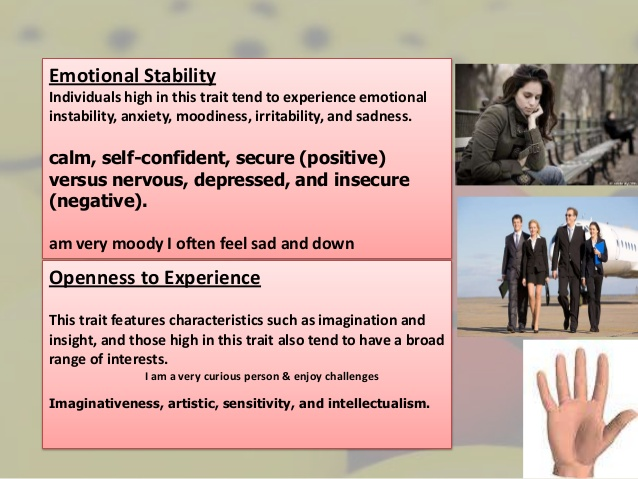 Emotional Stability
Individuals high in this trait tend to experience emotional
instability, anxiety, moodiness, irritability, and sadness.
calm, self-confident, secure (positive)
versus nervous, depressed, and insecure
(negative).
am very moody I often feel sad and down
Openness to Experience
This trait features characteristics such as imagination and
insight, and those high in this trait also tend to have a broad
range of interests.
I am a very curious person & enjoy challenges
Imaginativeness, artistic, sensitivity, and intellectualism.